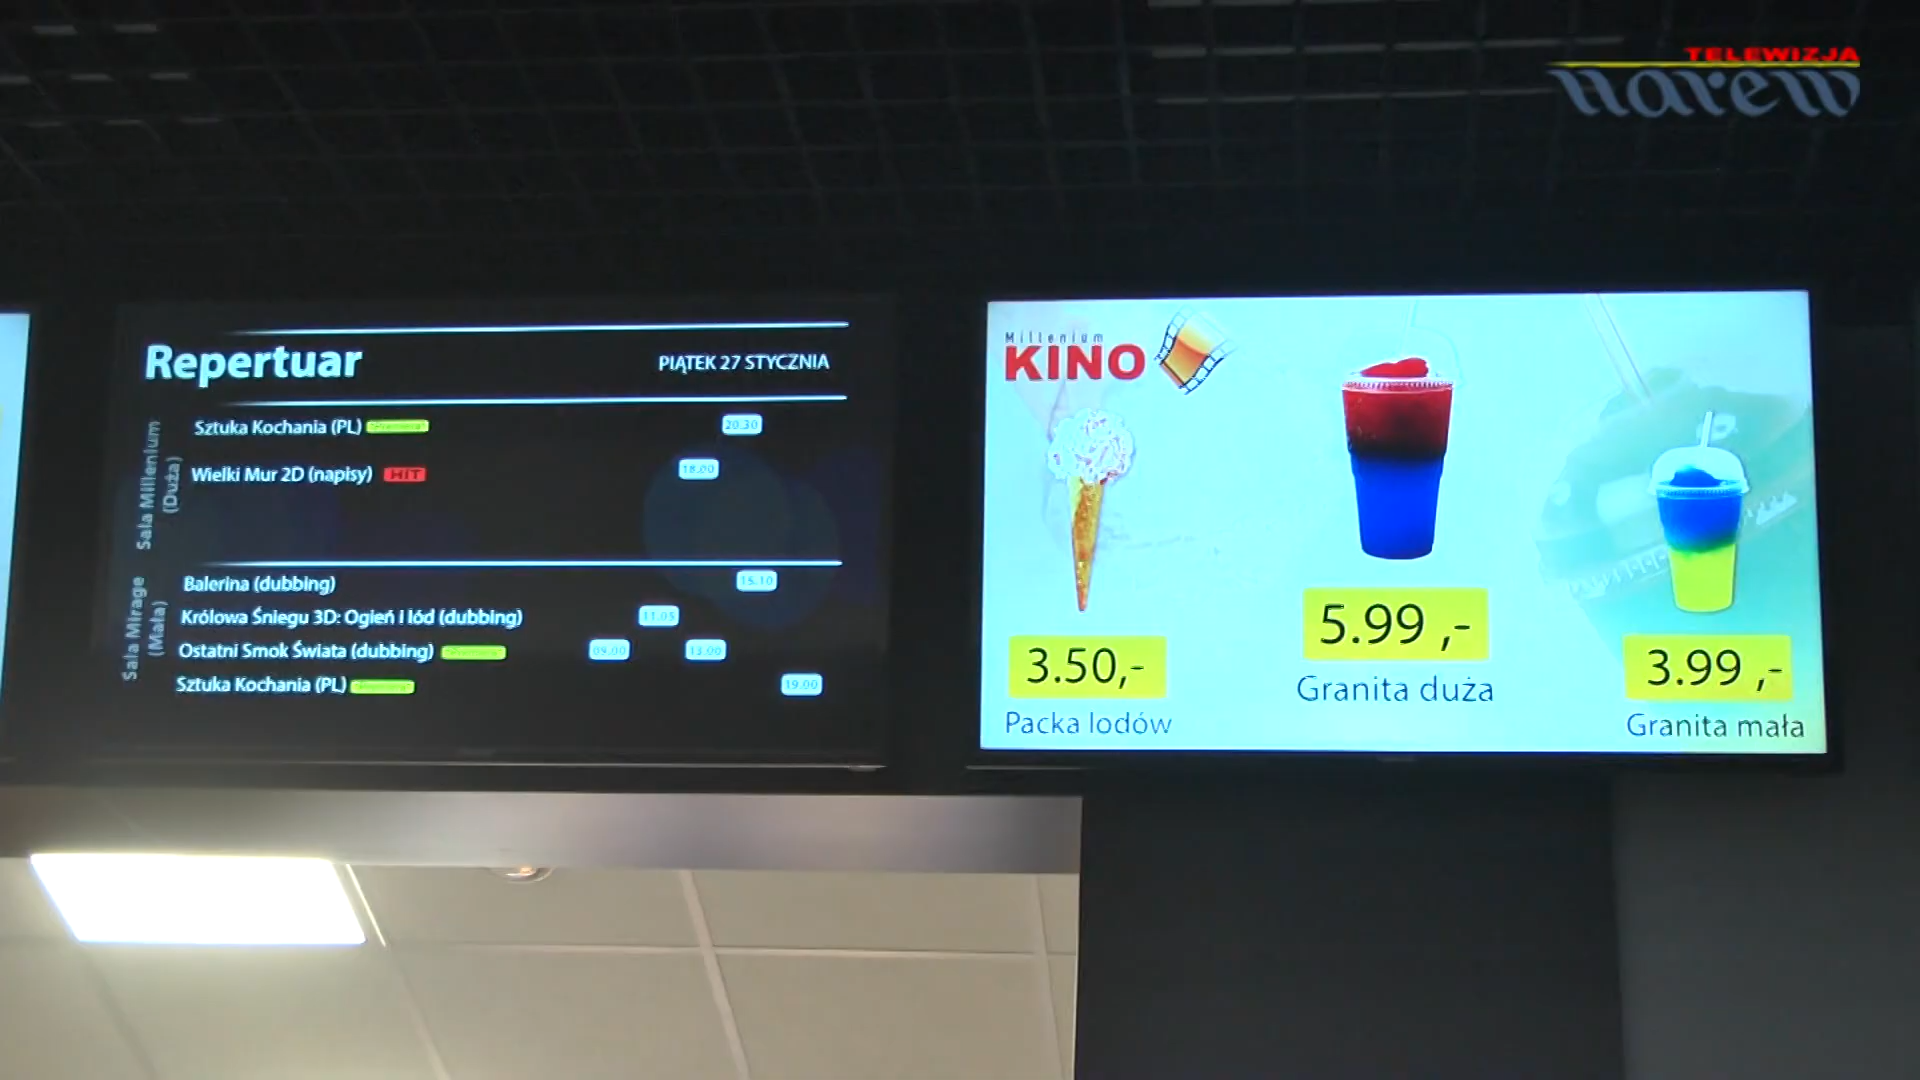 TELEWIZJA
narew
Repertuar
PIĄTEK 27 STYCZNIA
Sala Millenium
(Duża)
Sztuka Kochania (PL) Premiera 20.30
Wielki Mur 2D (napisy) HIT 18.00
Sala Mirage
(Mała)
Balerina (dubbing) 15.10
Królowa Śniegu 3D: Ogień i lód (dubbing) 11.05
Ostatni Smok Świata (dubbing) Premiera 09.00 13.00
Sztuka Kochania (PL) Premiera 19.00
Millenium
KINO
3.50,-
Packa lodów
5.99 ,-
Granita duża
3.99 ,-
Granita mała